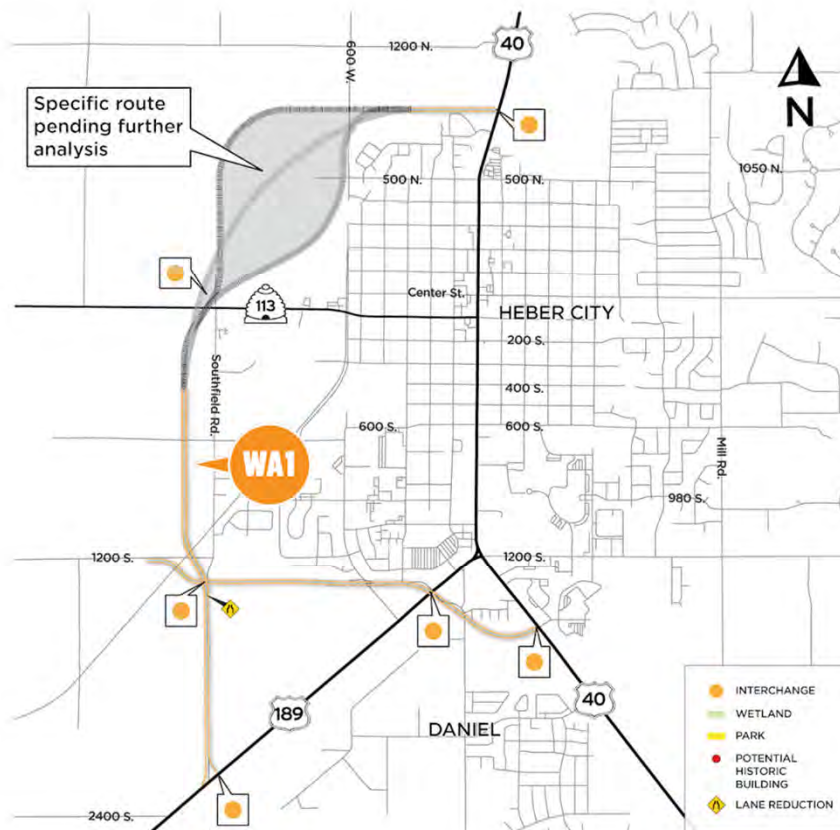 1200 N.
40
600 W.
Specific route
pending further
analysis
N
1050 N.
500 N.
500 N.
Center St.
113
HEBER CITY
200 S.
Southfield Rd.
400 S.
600 S.
600 S.
Mill Rd.
WA1
980 S.
1200 S.
1200 S.
189
40
DANIEL
2400 S.
INTERCHANGE
WETLAND
PARK
POTENTIAL
HISTORIC
BUILDING
LANE REDUCTION